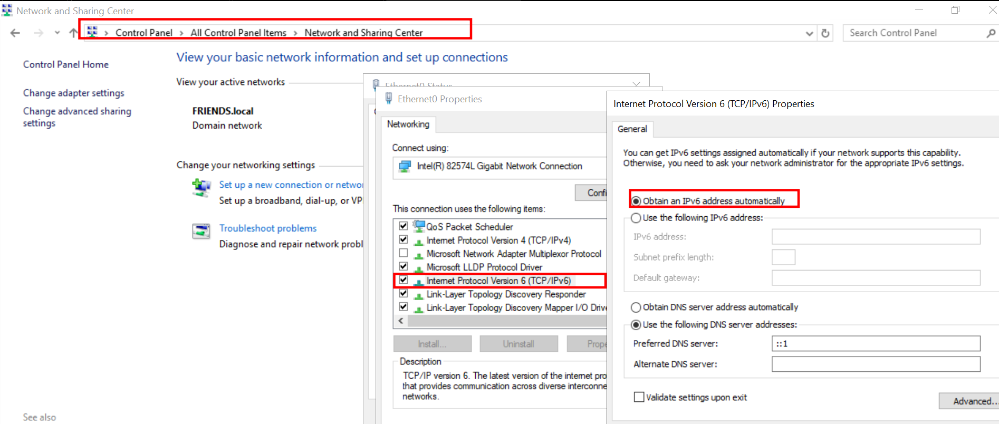 Network and Sharing Center
Control Panel > All Control Panel Items > Network and Sharing Center
Search Control Panel
Control Panel Home
Change adapter settings
Change advanced sharing
settings
See also
View your basic network information and set up connections
View your active networks
FRIENDS.local
Domain network
Change your networking settings
Set up a new connection or networ
Set up a broadband, dial-up, or VP
Troubleshoot problems
Diagnose and repair network probl
Ethernet0 Status
Ethernet0 Properties
Networking
Connect using:
Intel(R) 82574L Gigabit Network Connection
Confi
This connection uses the following items:
QoS Packet Scheduler
Internet Protocol Version 4 (TCP/IPv4)
Microsoft Network Adapter Multiplexor Protocol
Microsoft LLDP Protocol Driver
Internet Protocol Version 6 (TCP/IPv6)
Link-Layer Topology Discovery Responder
Link-Layer Topology Discovery Mapper I/O Drive
Install...
Uninstall
Prope
Description
TCP/IP version 6. The latest version of the internet pro
that provides communication across diverse interconne
networks.
Internet Protocol Version 6 (TCP/IPv6) Properties
General
You can get IPv6 settings assigned automatically if your network supports this capability.
Otherwise, you need to ask your network administrator for the appropriate IPv6 settings.
Obtain an IPv6 address automatically
Use the following IPv6 address:
IPv6 address:
Subnet prefix length:
Default gateway:
Obtain DNS server address automatically
Use the following DNS server addresses:
Preferred DNS server:
::1
Alternate DNS server:
Validate settings upon exit
Advanced...